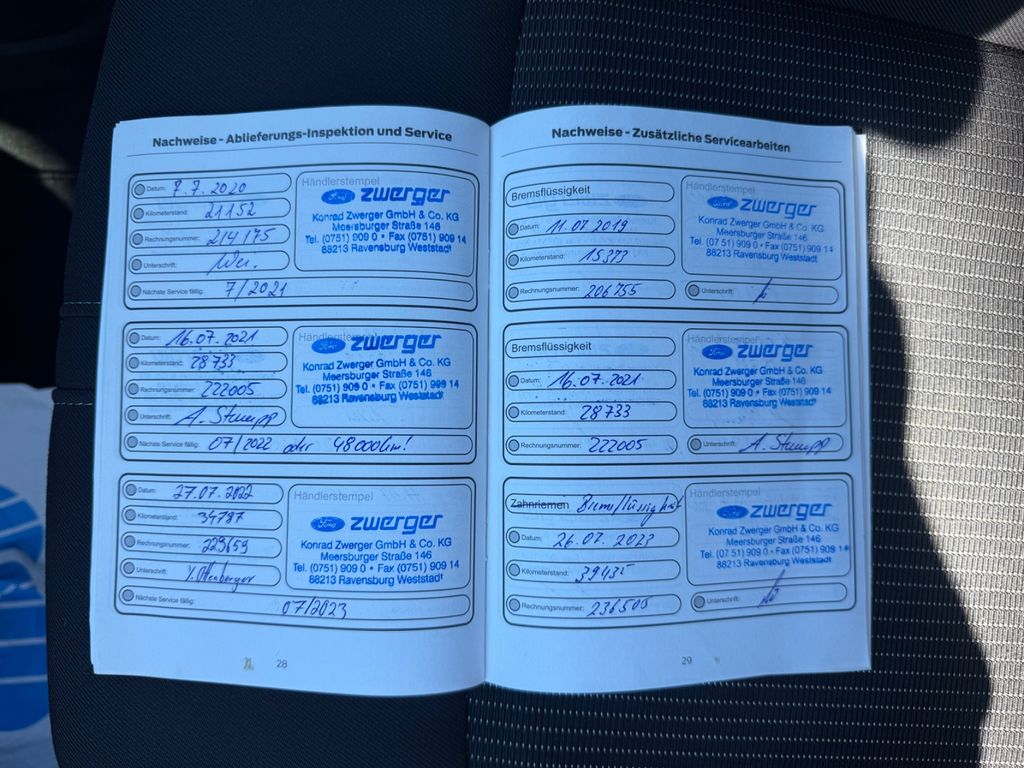 Nachweise - Ablieferungs-Inspektion und Service
Datum: 7.7.2020
Kilometerstand: 21152
Rechnungsnummer: 214175
Unterschrift:
Nächste Service fällig: 7/2021
Händlerstempel
Ford zwerger
Konrad Zwerger GmbH & Co. KG
Meersburger Straße 146
Tel. (0751) 909 0 • Fax (0751) 909 14
88213 Ravensburg Weststadt
Datum: 16.07.2021
Kilometerstand: 28733
Rechnungsnummer: 222005
Unterschrift: A. Stumpp
Nächste Service fällig: 07/2022 oder 48000km!
Händlerstempel
Ford zwerger
Konrad Zwerger GmbH & Co. KG
Meersburger Straße 146
Tel. (0751) 909 0 • Fax (0751) 909 14
88213 Ravensburg Weststadt
Datum: 27.07.2022
Kilometerstand: 34787
Rechnungsnummer: 229659
Unterschrift:
Nächste Service fällig: 07/2023
Händlerstempel
Ford zwerger
Konrad Zwerger GmbH & Co. KG
Meersburger Straße 146
Tel. (0751) 909 0 • Fax (0751) 909 14
88213 Ravensburg Weststadt
28
Nachweise - Zusätzliche Servicearbeiten
Bremsflüssigkeit
Datum: 11.07.2019
Kilometerstand: 15373
Rechnungsnummer: 206755
Händlerstempel
Ford zwerger
Konrad Zwerger GmbH & Co. KG
Meersburger Straße 146
Tel. (07 51) 909 0 • Fax (0751) 909 14
88213 Ravensburg Weststadt
Unterschrift:
Bremsflüssigkeit
Datum: 16.07.2021
Kilometerstand: 28733
Rechnungsnummer: 222005
Händlerstempel
Ford zwerger
Konrad Zwerger GmbH & Co. KG
Meersburger Straße 146
Tel. (0751) 909 0 • Fax (0751) 909 14
88213 Ravensburg Weststadt
Unterschrift: A. Stumpp
Zahnriemen Bremsflüssigkeit
Datum: 26.07.2023
Kilometerstand:
Rechnungsnummer: 236505
Händlerstempel
Ford zwerger
Konrad Zwerger GmbH & Co. KG
Meersburger Straße 146
Tel. (07 51) 909 0 • Fax (0751) 909 14
88213 Ravensburg Weststadt
Unterschrift:
29